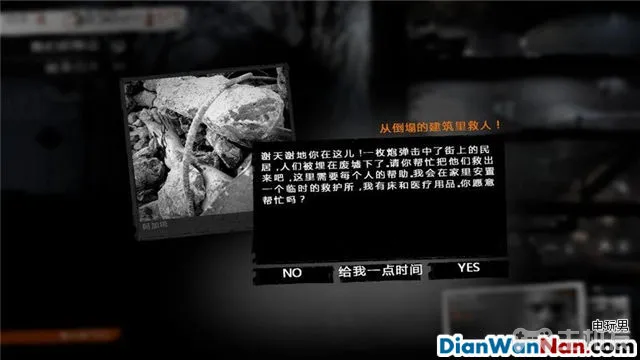 从倒塌的建筑里救人！
谢天谢地你在这儿！一枚炮弹击中了街上的民
居，人们被埋在废墟下了。请你帮忙把他们救出
来吧，这里需要每个人的帮助。我会在家里安置
一个临时的救护所，我有床和医疗用品。你愿意
帮忙吗？
NO
给我一点时间
YES
电玩男
DianWanNan.com